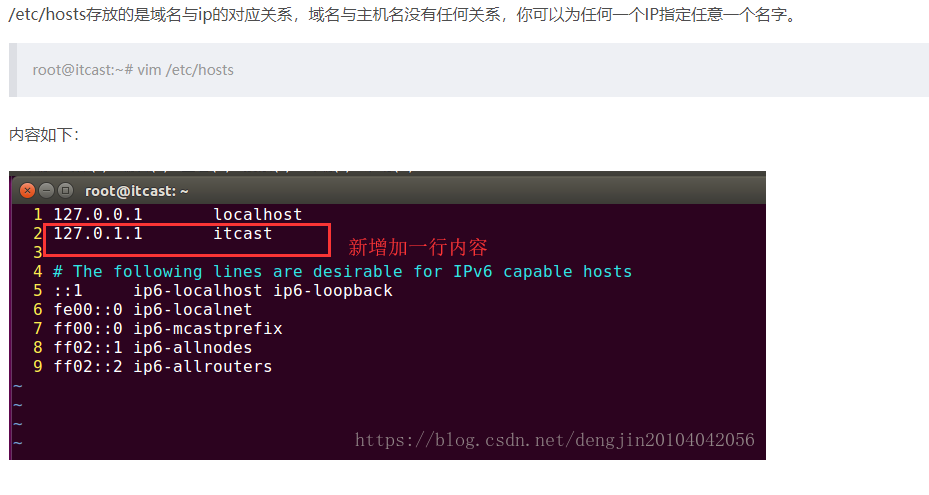 /etc/hosts存放的是域名与ip的对应关系，域名与主机名没有任何关系，你可以为任何一个IP指定任意一个名字。
root@itcast:~# vim /etc/hosts
内容如下：
root@itcast: ~
1 127.0.0.1 localhost
2 127.0.1.1 itcast
3
新增加一行内容
4 # The following lines are desirable for IPv6 capable hosts
5 ::1 ip6-localhost ip6-loopback
6 fe00::0 ip6-localnet
7 ff00::0 ip6-mcastprefix
8 ff02::1 ip6-allnodes
9 ff02::2 ip6-allrouters
~
~
~
~
https://blog.csdn.net/dengjin20104042056